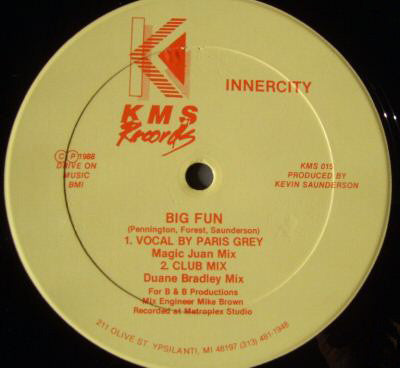 K
INNERCITY
KMS
Records
Ⓒ Ⓟ 1988
DRIVE ON
MUSIC
BMI
KMS 015
PRODUCED BY
KEVIN SAUNDERSON
BIG FUN
(Pennington, Forest, Saunderson)
1. VOCAL BY PARIS GREY
Magic Juan Mix
2. CLUB MIX
Duane Bradley Mix
For B & B Productions
Mix Engineer Mike Brown
Recorded at Metroplex Studio
211 OLIVE ST. YPSILANTI, MI 48197 (313) 481-1948